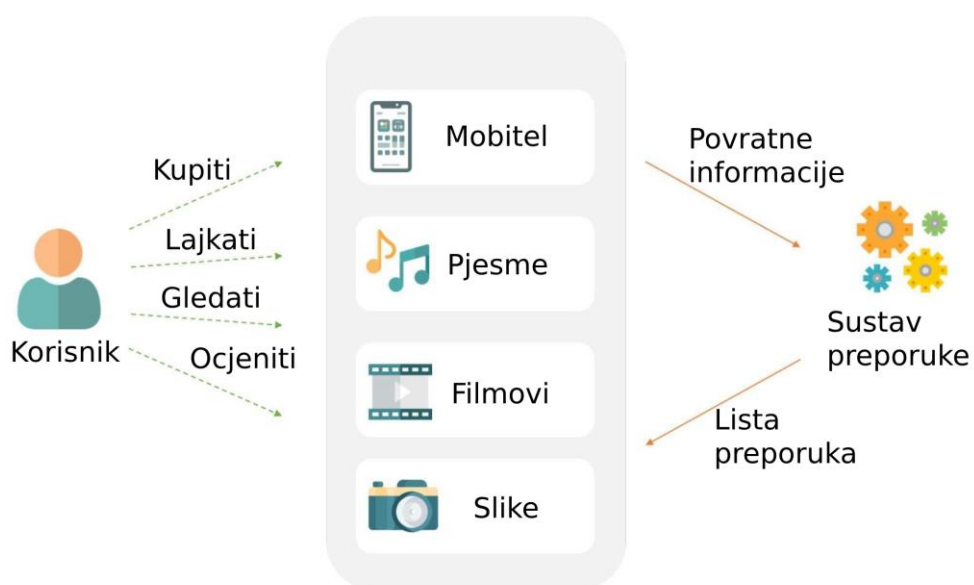 Korisnik
Kupiti
Lajkati
Gledati
Ocjeniti
Mobitel
Pjesme
Filmovi
Slike
Povratne
informacije
Sustav
preporuke
Lista
preporuka